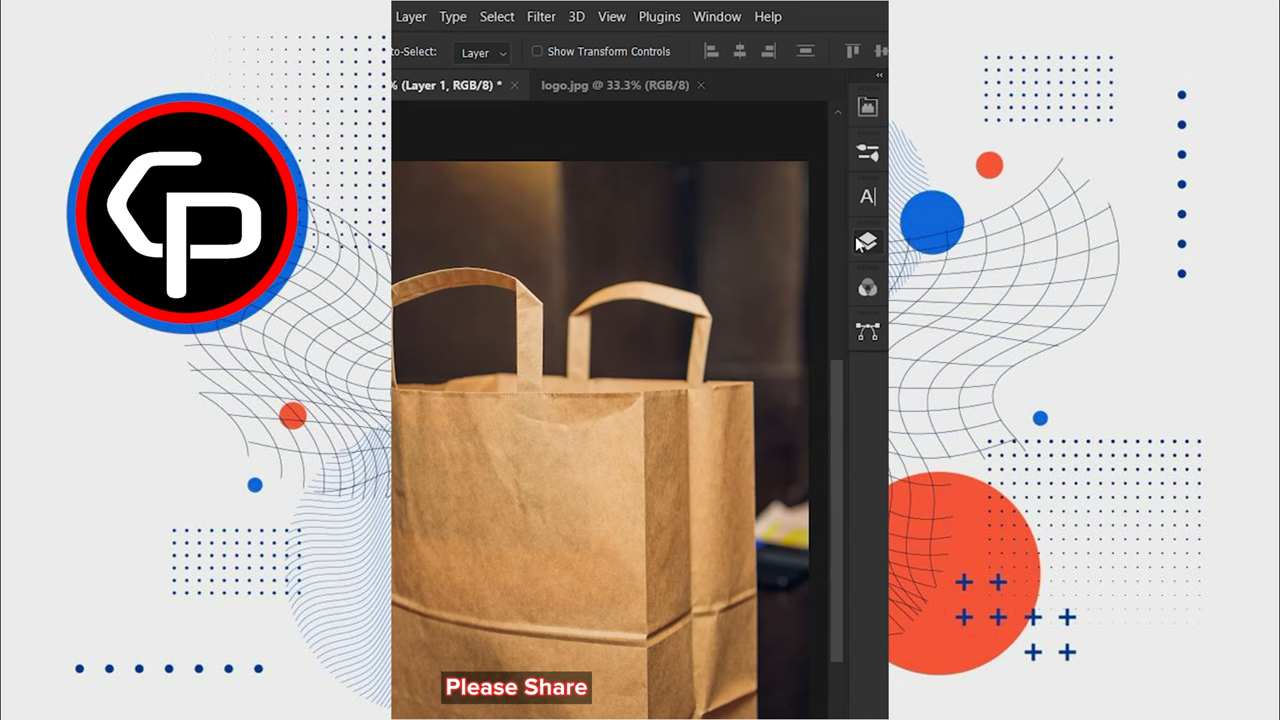 CP
Layer Type Select Filter 3D View Plugins Window Help
to-Select: Layer Show Transform Controls
% (Layer 1, RGB/8) * × logo.jpg @ 33.3% (RGB/8) ×
A|
Please Share